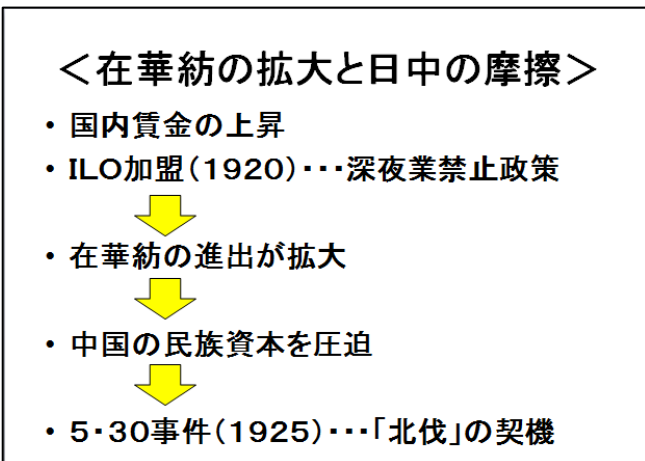 ＜在華紡の拡大と日中の摩擦＞
・国内賃金の上昇
・ILO加盟(1920)・・・深夜業禁止政策
・在華紡の進出が拡大
・中国の民族資本を圧迫
・5・30事件(1925)・・・「北伐」の契機